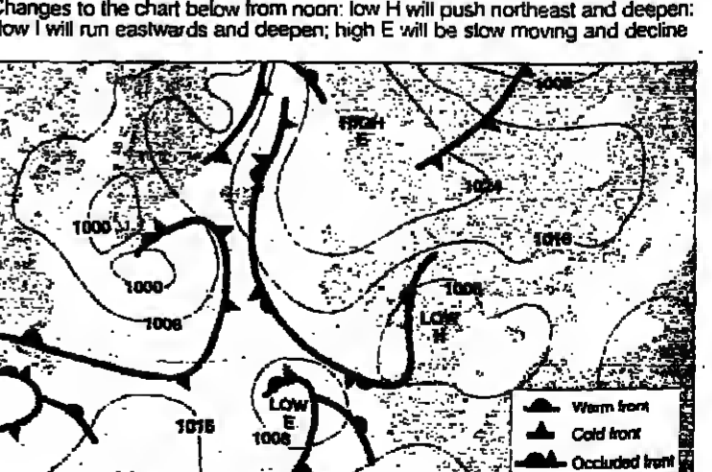 Changes to the chart below from noon: low H will push northeast and deepen:
low I will run eastwards and deepen; high E will be slow moving and decline
1008
HIGH
E
1024
1000
1016
1000
1008
1008
LOW
H
LOW
E
1008
1016
Warm front
Cold front
Occluded front